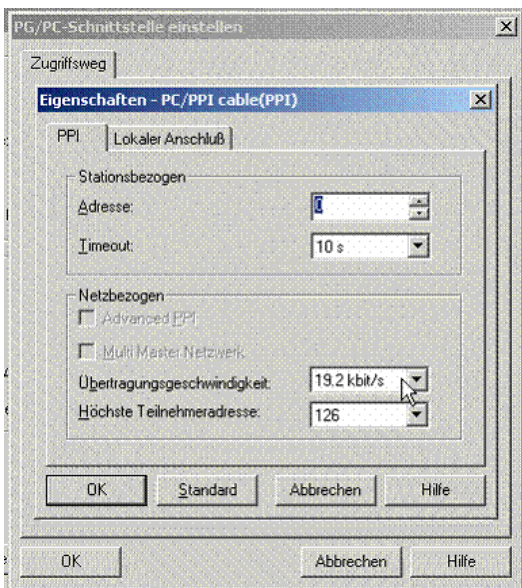 PG/PC-Schnittstelle einstellen
Zugriffsweg
Eigenschaften - PC/PPI cable(PPI)
PPI
Lokaler Anschluß
Stationsbezogen
Adresse:
0
Timeout:
10 s
Netzbezogen
Advanced PPI
Multi Master Netzwerk
Übertragungsgeschwindigkeit:
19.2 kbit/s
Höchste Teilnehmeradresse:
126
OK
Standard
Abbrechen
Hilfe
OK
Abbrechen
Hilfe